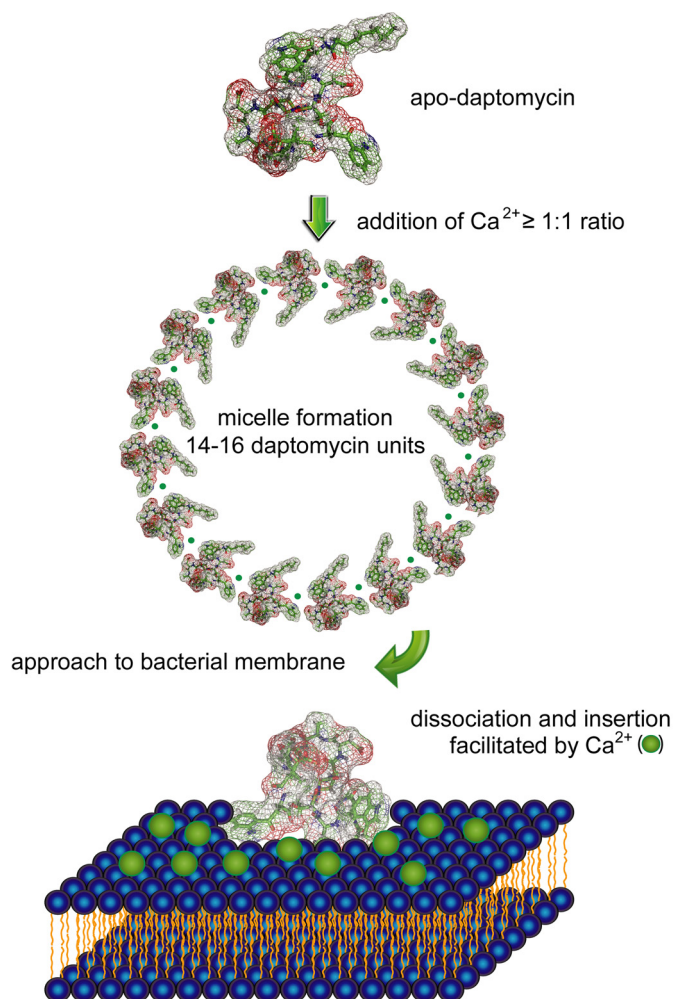 apo-daptomycin
addition of Ca²⁺ ≥ 1:1 ratio
micelle formation
14-16 daptomycin units
approach to bacterial membrane
dissociation and insertion
facilitated by Ca²⁺ ( )